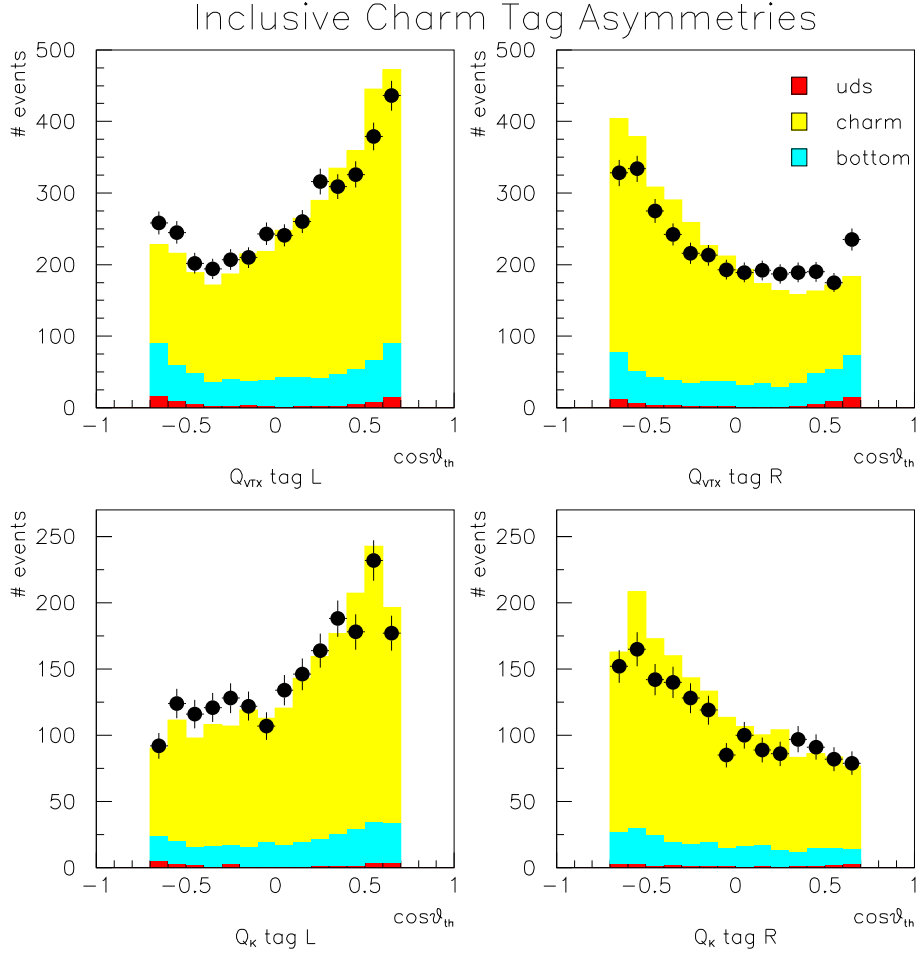 Inclusive Charm Tag Asymmetries
# events
500
400
300
200
100
0
−1 −0.5 0 0.5 1
cosϑth
QVTX tag L
# events
500
400
300
200
100
0
uds
charm
bottom
−1 −0.5 0 0.5 1
cosϑth
QVTX tag R
# events
250
200
150
100
50
0
−1 −0.5 0 0.5 1
cosϑth
QK tag L
# events
250
200
150
100
50
0
−1 −0.5 0 0.5 1
cosϑth
QK tag R